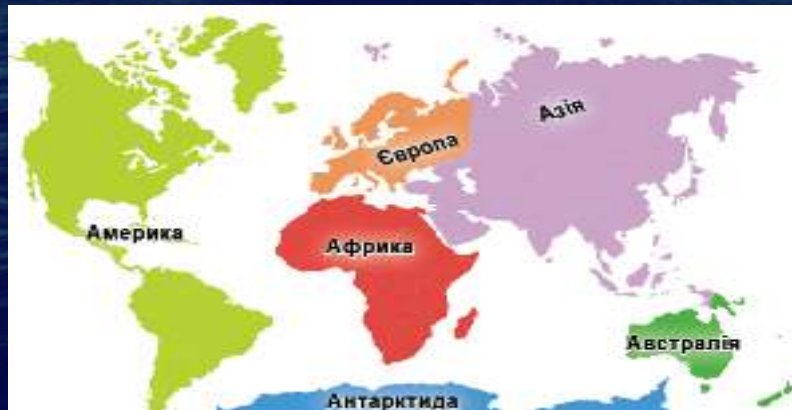 Азія
Європа
Америка
Африка
Австралія
Антарктида